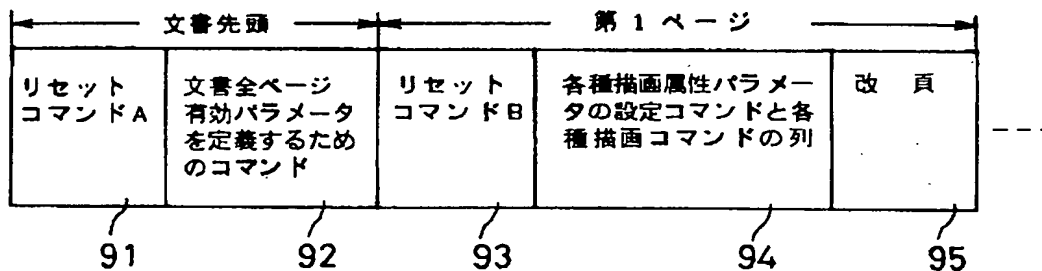 文書先頭
第1ページ
リセット
コマンドA
文書全ページ
有効パラメータ
を定義するため
のコマンド
リセット
コマンドB
各種描画属性パラメー
タの設定コマンドと各
種描画コマンドの列
改 頁
91
92
93
94
95